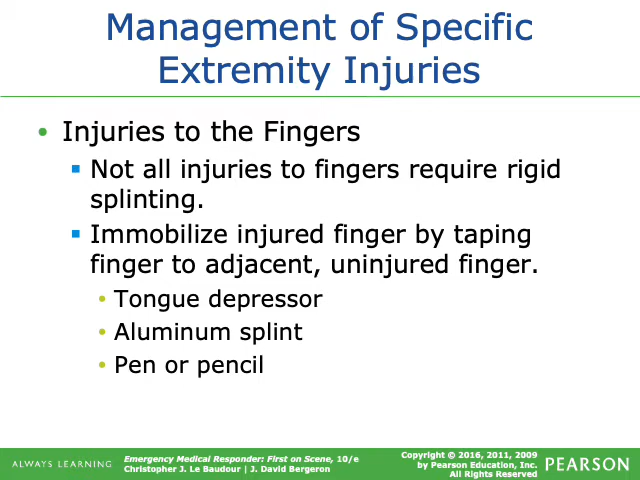 Management of Specific
Extremity Injuries
• Injuries to the Fingers
▪ Not all injuries to fingers require rigid
splinting.
▪ Immobilize injured finger by taping
finger to adjacent, uninjured finger.
• Tongue depressor
• Aluminum splint
• Pen or pencil
ALWAYS LEARNING
Emergency Medical Responder: First on Scene, 10/e
Christopher J. Le Baudour | J. David Bergeron
Copyright © 2016, 2011, 2009
by Pearson Education, Inc.
All Rights Reserved
PEARSON